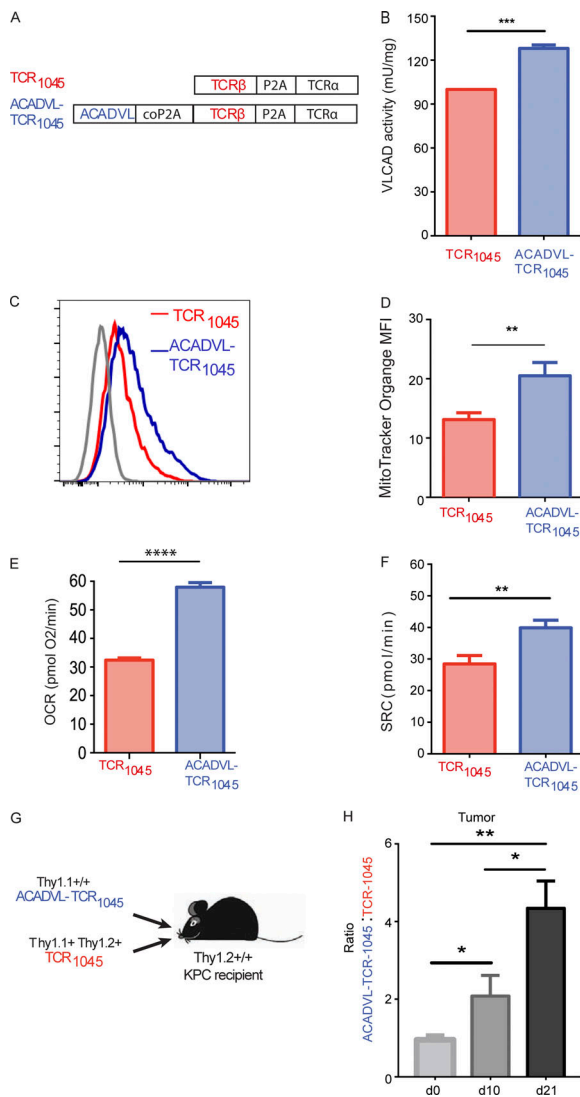 A
TCR1045
TCRβ P2A TCRα
ACADVL-
TCR1045
ACADVL coP2A TCRβ P2A TCRα
B
***
VLCAD activity (mU/mg)
150
120
90
60
30
0
TCR1045
ACADVL-
TCR1045
C
TCR1045
ACADVL-
TCR1045
D
**
MitoTracker Organge MFI
30
20
10
0
TCR1045
ACADVL-
TCR1045
E
****
OCR (pmol O2/min)
60
50
40
30
20
10
0
TCR1045
ACADVL-
TCR1045
F
**
SRC(pmol/min)
60
50
40
30
20
10
0
TCR1045
ACADVL-
TCR1045
G
Thy1.1+/+
ACADVL-TCR1045
Thy1.1+ Thy1.2+
TCR1045
Thy1.2+/+
KPC recipient
H
Tumor
**
*
*
Ratio
ACADVL-TCR-1045:TCR-1045
6
4
2
0
d0 d10 d21